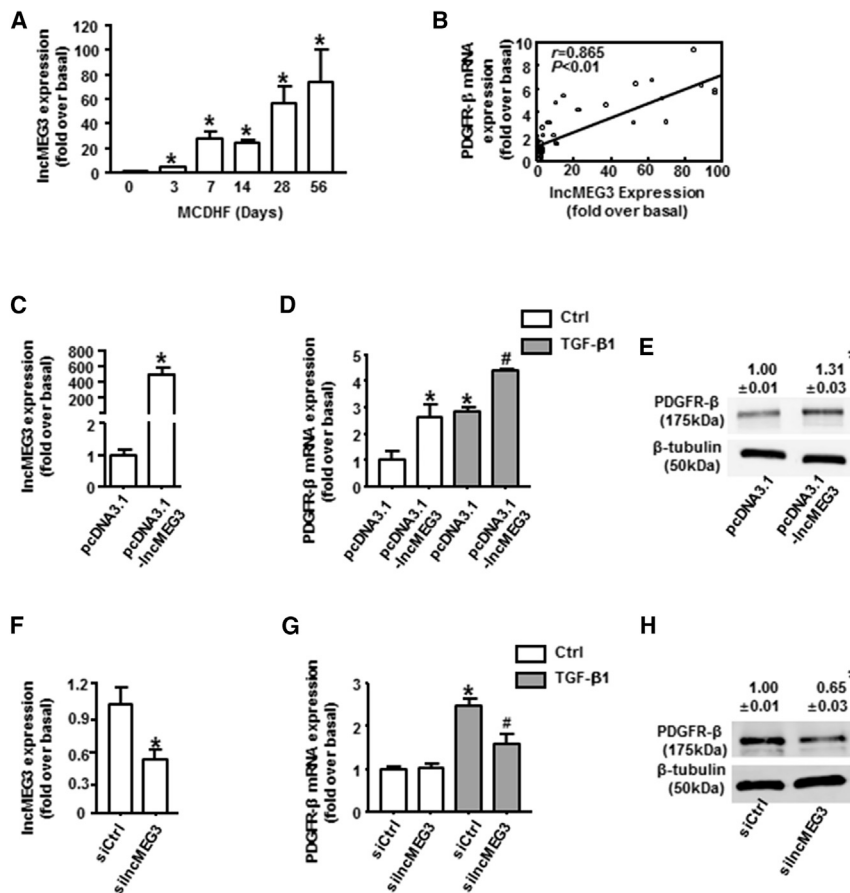 A
lncMEG3 expression
(fold over basal)
120
100
80
60
40
20
0
* * * * *
0 3 7 14 28 56
MCDHF (Days)
B
PDGFR-β mRNA
expression
(fold over basal)
10
8
6
4
2
0
r=0.865
P<0.01
0 20 40 60 80 100
lncMEG3 Expression
(fold over basal)
C
lncMEG3 expression
(fold over basal)
800
600
400
200
2
1
0
*
pcDNA3.1
pcDNA3.1
-lncMEG3
D
Ctrl
TGF-β1
PDGFR-β mRNA expression
(fold over basal)
5
4
3
2
1
0
* * #
pcDNA3.1
pcDNA3.1
-lncMEG3
pcDNA3.1
pcDNA3.1
-lncMEG3
E
1.00 1.31
±0.01 ±0.03
PDGFR-β
(175kDa)
β-tubulin
(50kDa)
pcDNA3.1
pcDNA3.1
-lncMEG3
F
lncMEG3 expression
(fold over basal)
1.2
0.9
0.6
0.3
0
*
siCtrl
silncMEG3
G
Ctrl
TGF-β1
PDGFR-β mRNA expression
(fold over basal)
3
2
1
0
* #
siCtrl
silncMEG3
siCtrl
silncMEG3
H
1.00 0.65
±0.01 ±0.03
PDGFR-β
(175kDa)
β-tubulin
(50kDa)
siCtrl
silncMEG3